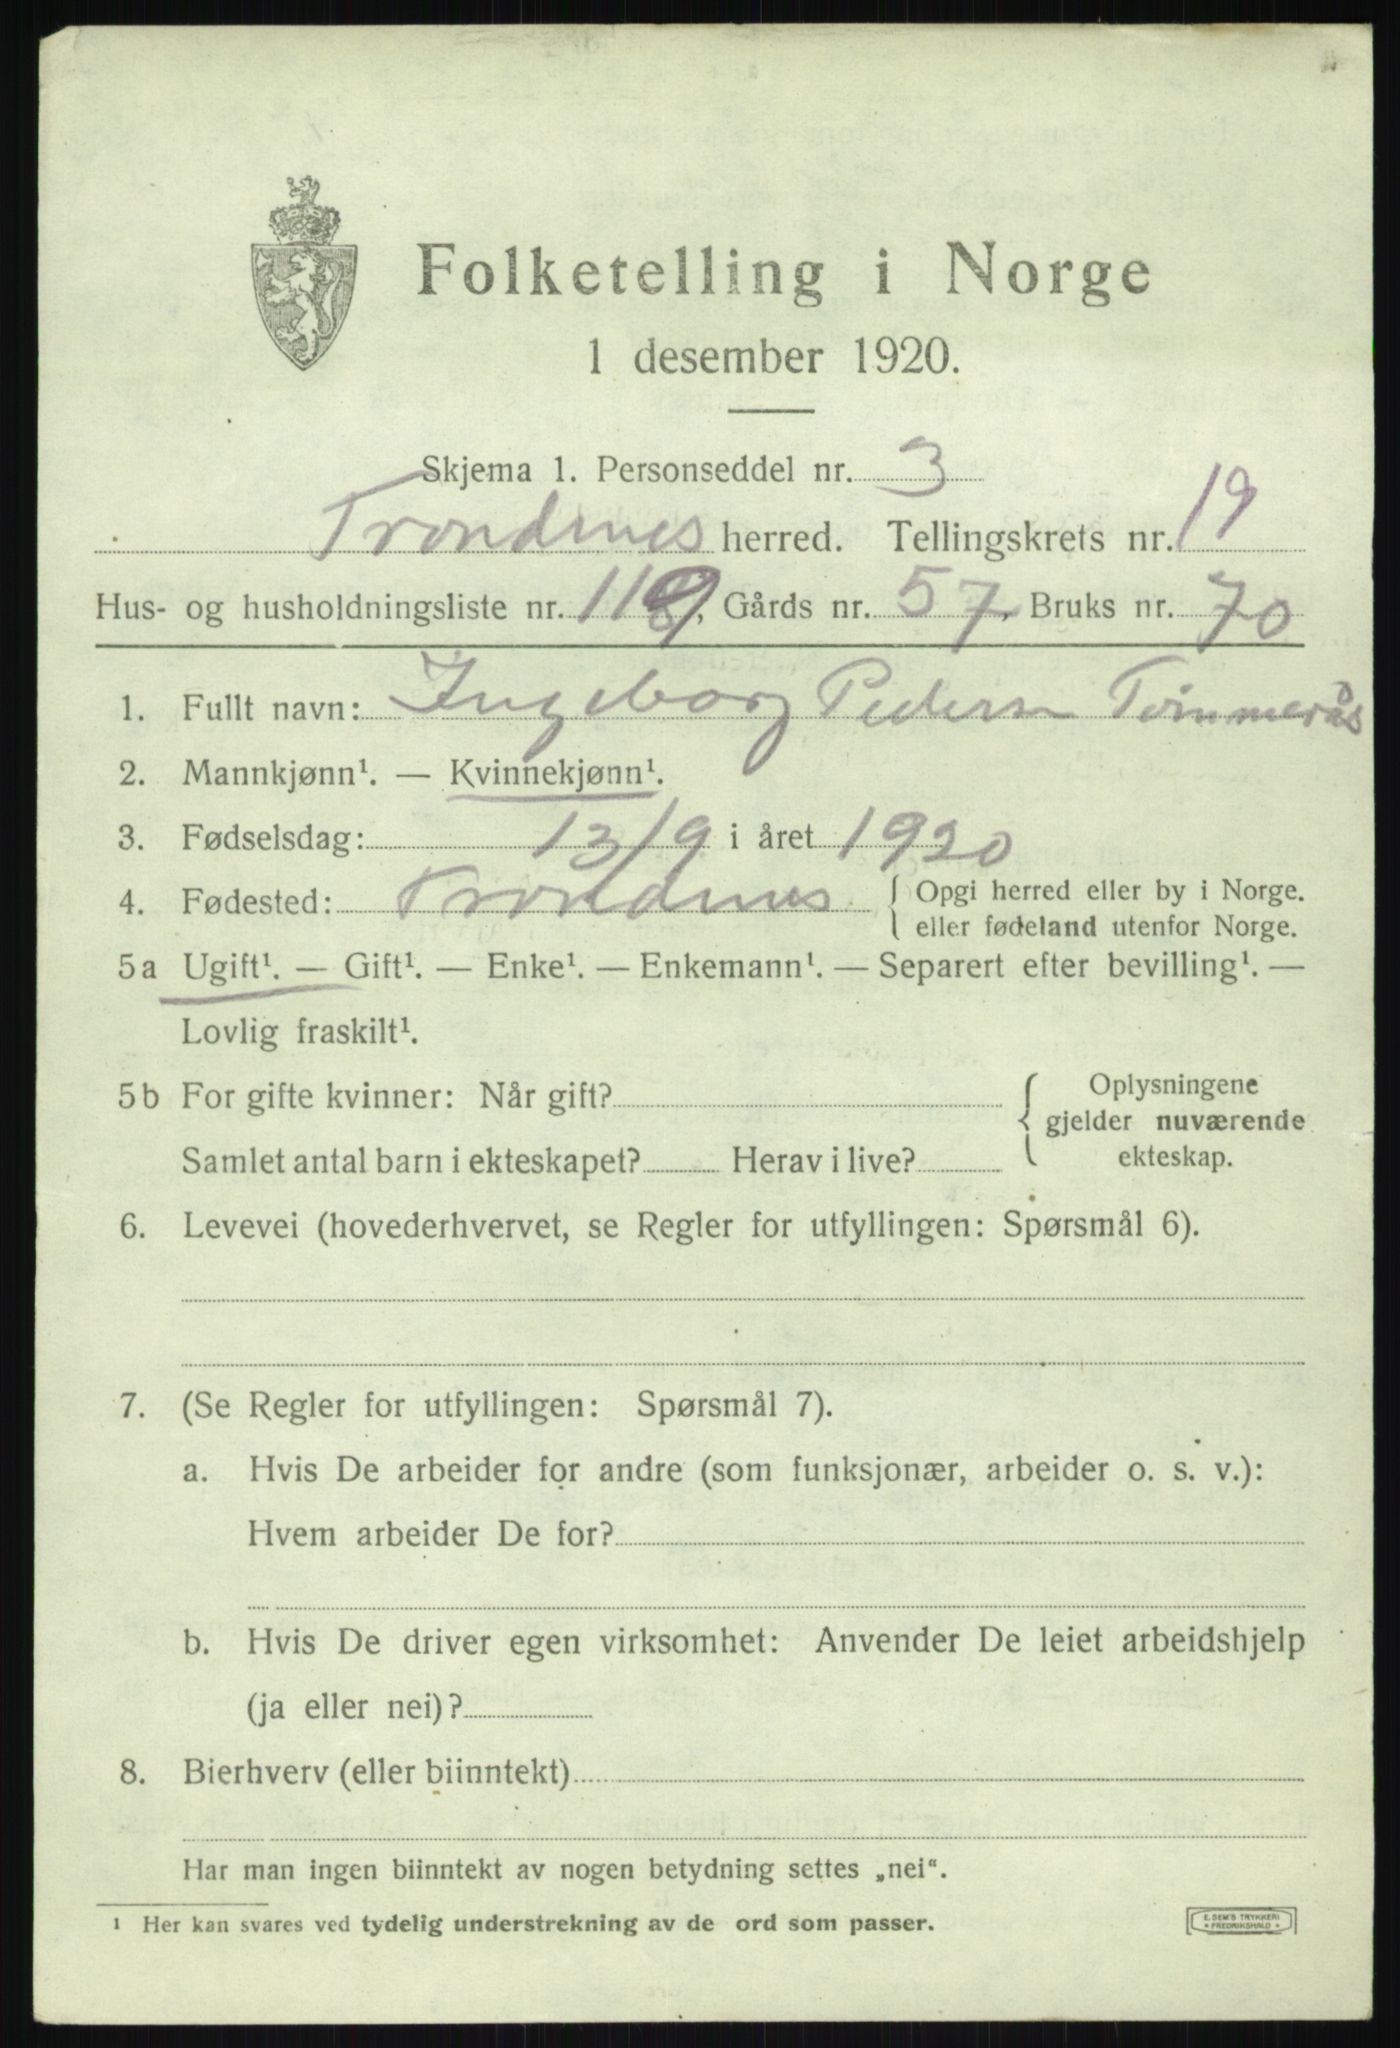 Folketelling i Norge
1 desember 1920.
Skjema 1. Personseddel nr. 3
Trondenes herred. Tellingskrets nr. 19
Hus- og husholdningsliste nr. 119, Gårds nr. 57, Bruks nr. 70
1. Fullt navn: Ingeborg Pedersen Tømmerås
2. Mannkjønn¹. — Kvinnekjønn¹.
3. Fødselsdag: 13/9 i året 1920
4. Fødested: Trondenes { Opgi herred eller by i Norge.
eller fødeland utenfor Norge.
5a Ugift¹. — Gift¹. — Enke¹. — Enkemann¹. — Separert efter bevilling¹. —
Lovlig fraskilt¹.
5b For gifte kvinner: Når gift?
Samlet antal barn i ekteskapet? Herav i live?
Oplysningene
gjelder nuværende
ekteskap.
6. Levevei (hovederhvervet, se Regler for utfyllingen: Spørsmål 6).
7. (Se Regler for utfyllingen: Spørsmål 7).
a. Hvis De arbeider for andre (som funksjonær, arbeider o. s. v.):
Hvem arbeider De for?
b. Hvis De driver egen virksomhet: Anvender De leiet arbeidshjelp
(ja eller nei)?
8. Bierhverv (eller biinntekt)
Har man ingen biinntekt av nogen betydning settes „nei“.
¹ Her kan svares ved tydelig understrekning av de ord som passer.
E. SEM'S TRYKKERI
FREDRIKSHALD